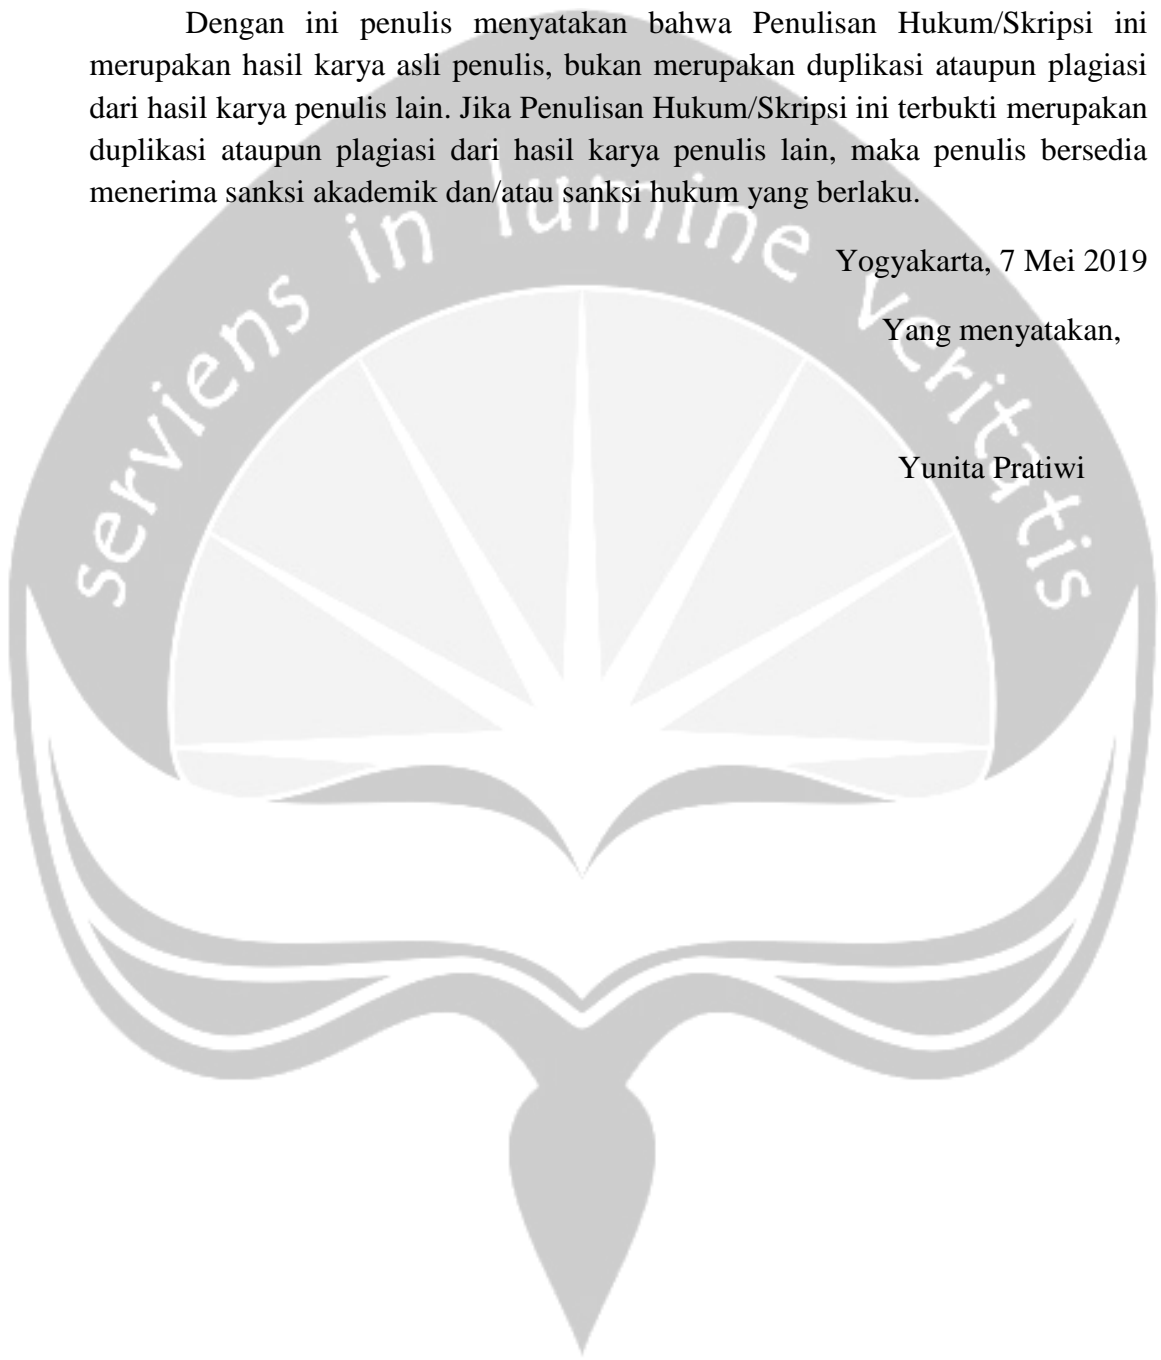 Dengan ini penulis menyatakan bahwa Penulisan Hukum/Skripsi ini
merupakan hasil karya asli penulis, bukan merupakan duplikasi ataupun plagiasi
dari hasil karya penulis lain. Jika Penulisan Hukum/Skripsi ini terbukti merupakan
duplikasi ataupun plagiasi dari hasil karya penulis lain, maka penulis bersedia
menerima sanksi akademik dan/atau sanksi hukum yang berlaku.
Yogyakarta, 7 Mei 2019
Yang menyatakan,
Yunita Pratiwi
serviens in lumine veritatis